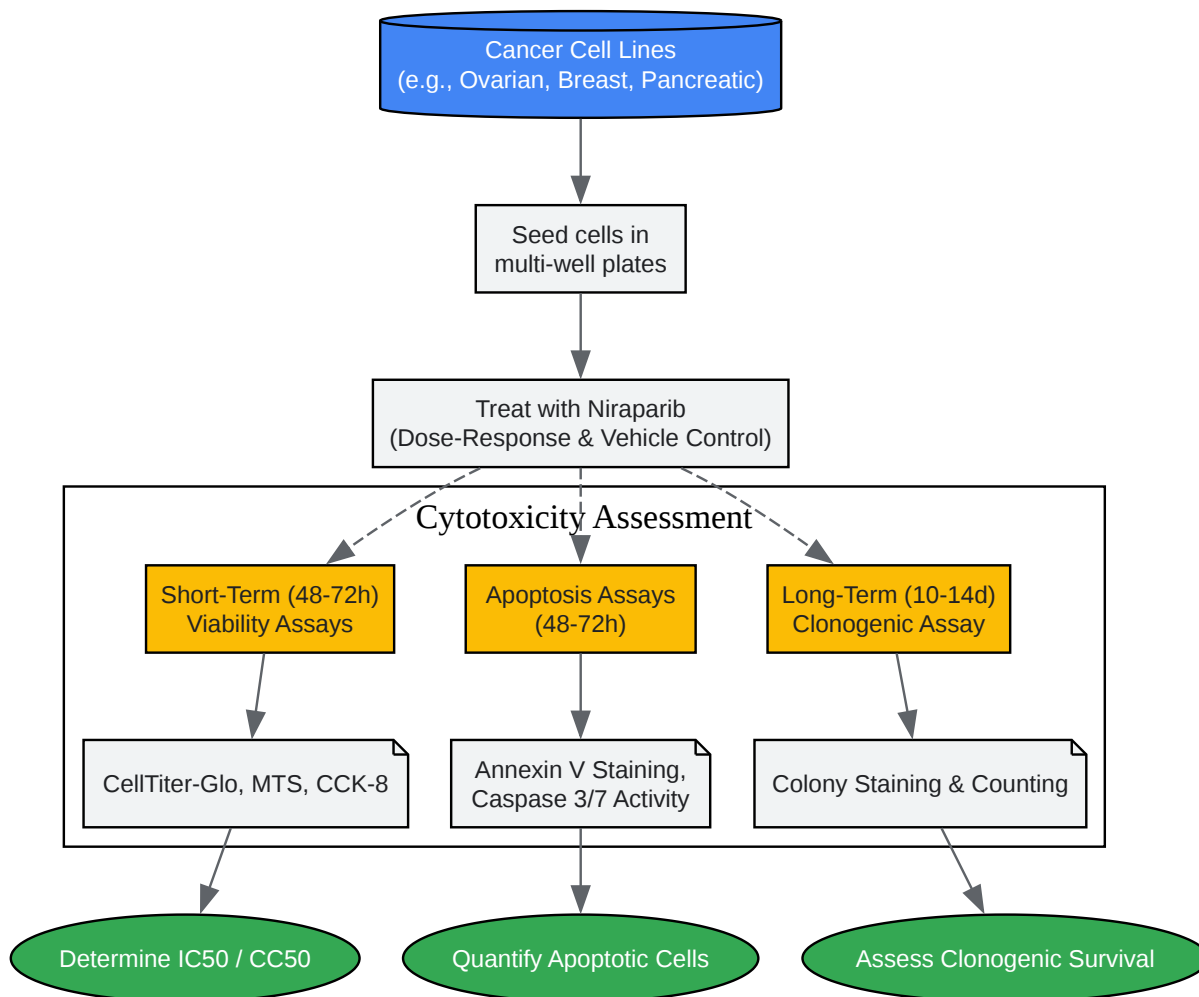 Cancer Cell Lines
(e.g., Ovarian, Breast, Pancreatic)
Seed cells in
multi-well plates
Treat with Niraparib
(Dose-Response & Vehicle Control)
Cytotoxicity Assessment
Short-Term (48-72h)
Viability Assays
Apoptosis Assays
(48-72h)
Long-Term (10-14d)
Clonogenic Assay
CellTiter-Glo, MTS, CCK-8
Annexin V Staining,
Caspase 3/7 Activity
Colony Staining & Counting
Determine IC50 / CC50
Quantify Apoptotic Cells
Assess Clonogenic Survival